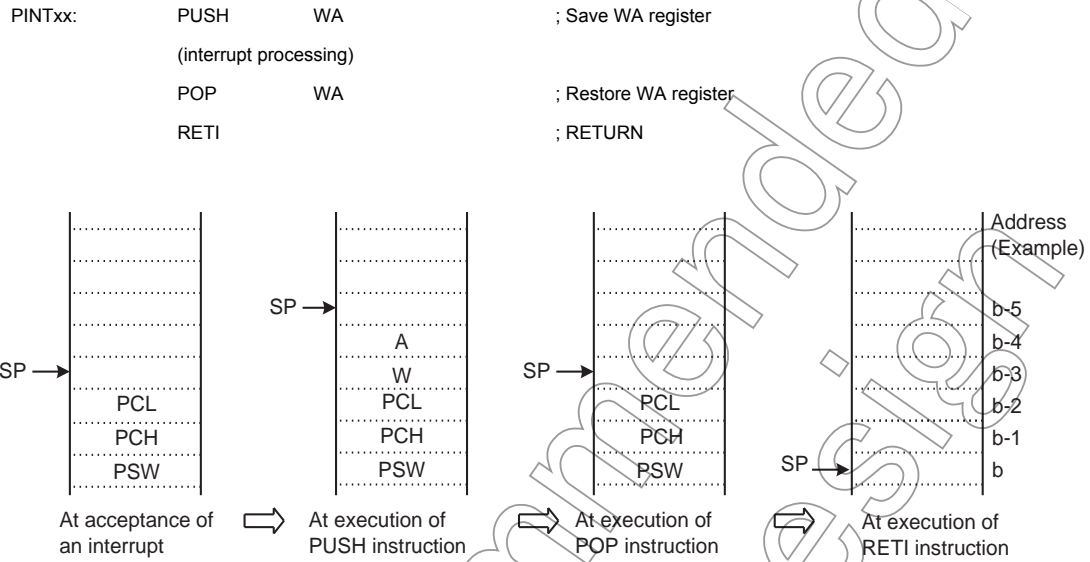 PINTxx: PUSH WA ; Save WA register
(interrupt processing)
POP WA ; Restore WA register
RETI ; RETURN
Address
(Example)
SP b-5
A b-4
SP W SP b-3
PCL PCL PCL b-2
PCH PCH PCH b-1
PSW PSW PSW SP b
At acceptance of At execution of At execution of At execution of
an interrupt PUSH instruction POP instruction RETI instruction
mmended
esign